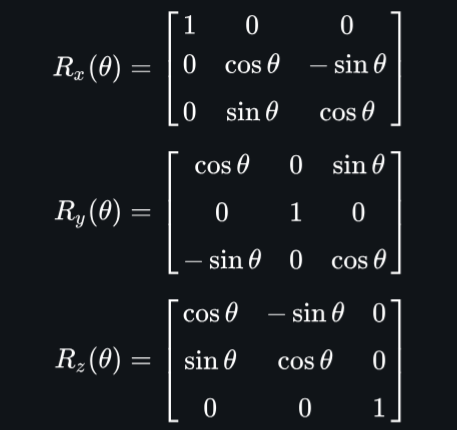 R_x(θ) = [1 0 0
0 cos θ − sin θ
0 sin θ cos θ]
R_y(θ) = [cos θ 0 sin θ
0 1 0
− sin θ 0 cos θ]
R_z(θ) = [cos θ − sin θ 0
sin θ cos θ 0
0 0 1]